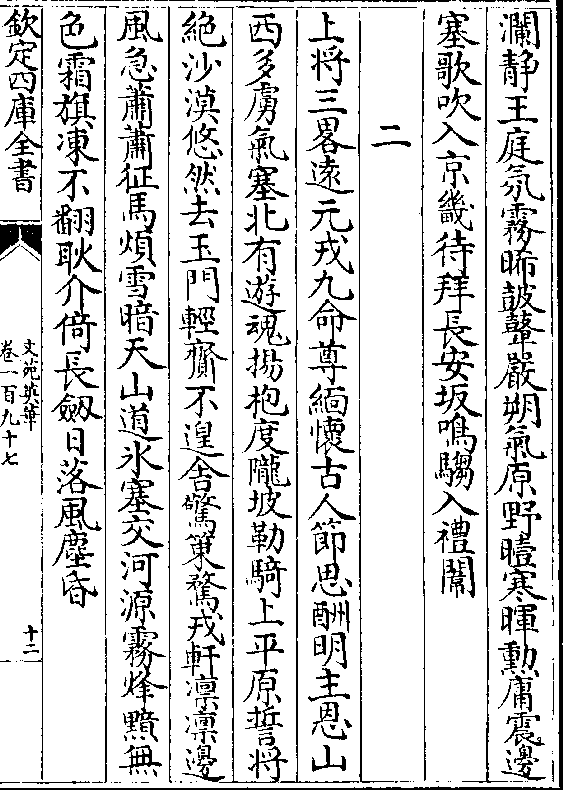 瀾静王庭氛霧晞鼓鼙嚴朔氣原野曀寒暉勲庸震邊
塞歌吹入京畿待拜長安坂鳴騶入禮闈
二
上将三畧遠元戎九命尊緬懐古人節思酬明主恩山
西多勇氣塞北有遊魂揚桴度隴坂勒騎上平原誓将
絶沙漠悠然去玉門輕齎不遑舎驚策騖戎軒凛凛邊
風急蕭蕭征馬煩雪暗天山道氷塞交河源霧烽黯無
色霜旗凍不翻耿介倚長劒日落風塵昏
欽定四庫全書
文苑英華
卷一百九十七
十二